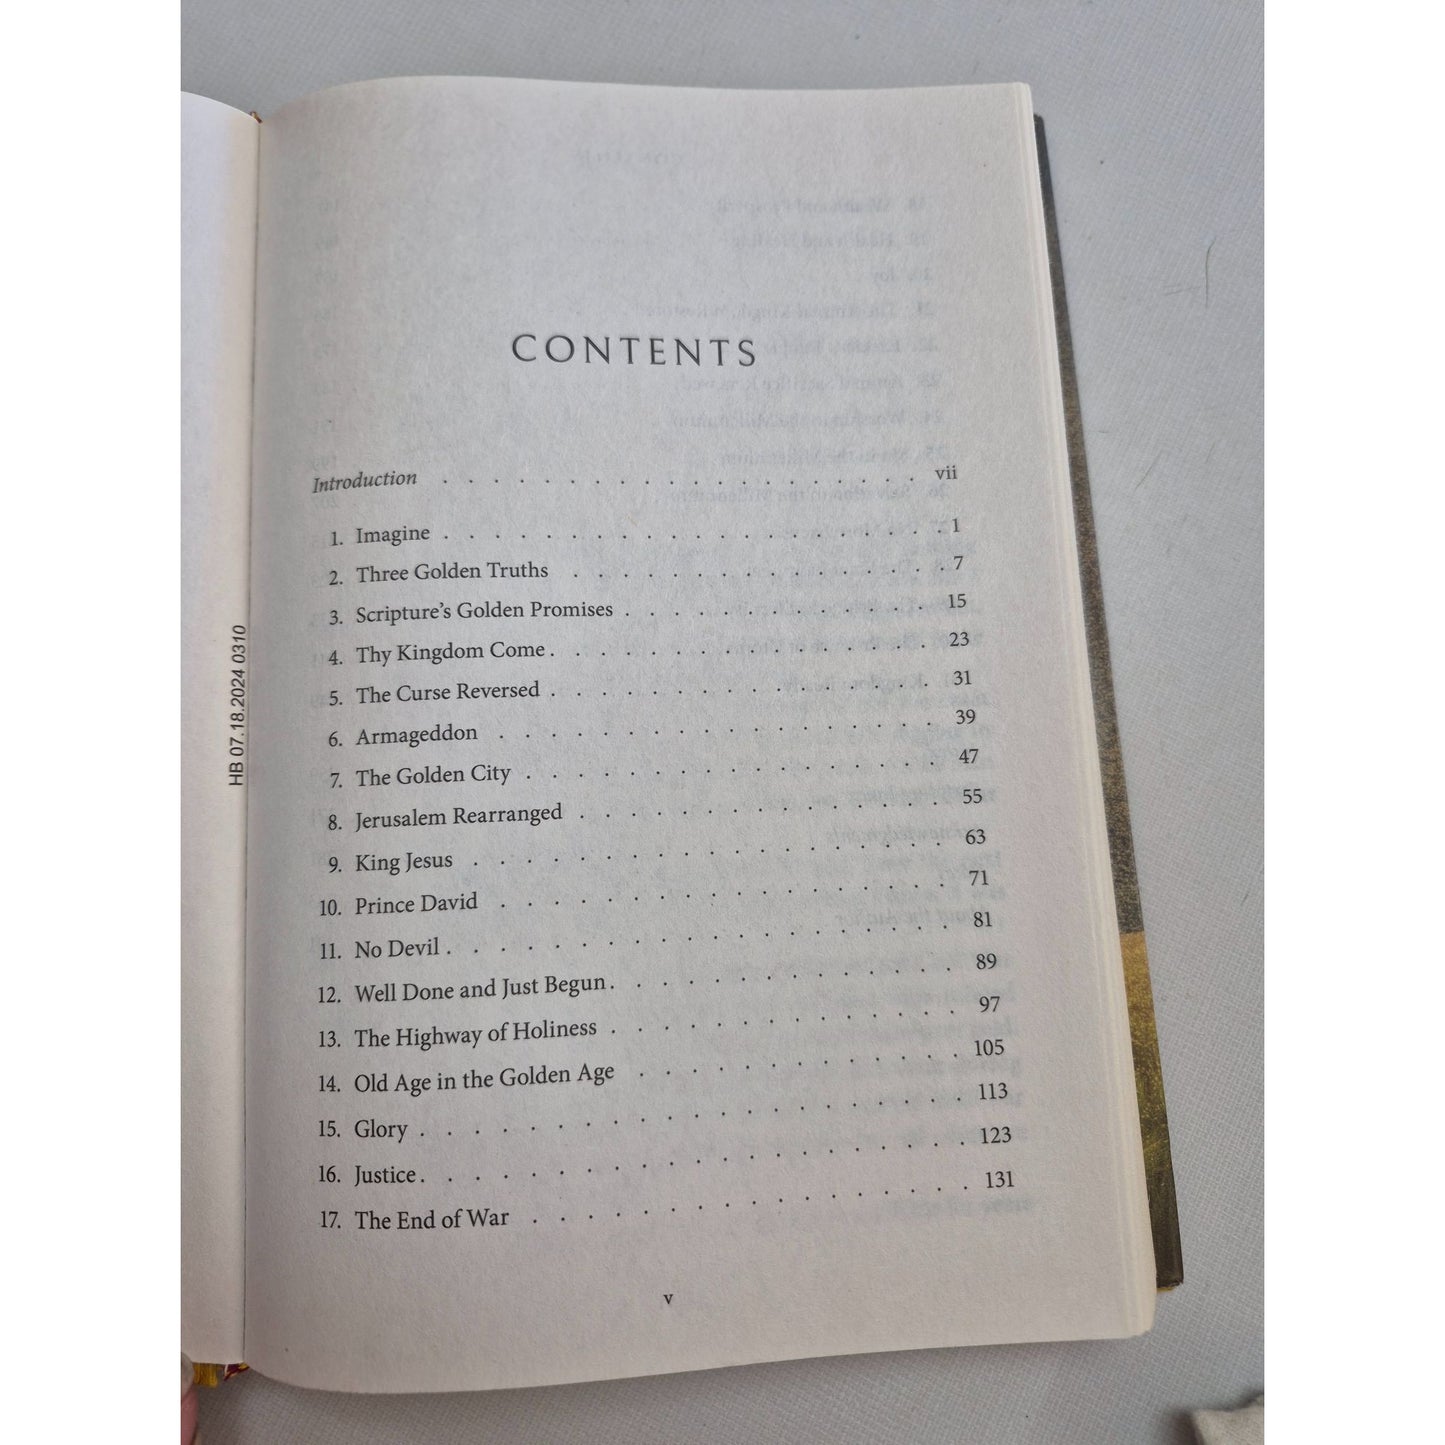 CONTENTS
Introduction . . . . . . . . . . . . . . . . . . vii
1. Imagine . . . . . . . . . . . . . . . . . . 1
2. Three Golden Truths . . . . . . . . . . . . . . 7
3. Scripture's Golden Promises . . . . . . . . . . . . 15
4. Thy Kingdom Come . . . . . . . . . . . . . . 23
5. The Curse Reversed . . . . . . . . . . . . . . 31
6. Armageddon . . . . . . . . . . . . . . . . 39
7. The Golden City . . . . . . . . . . . . . . . 47
8. Jerusalem Rearranged . . . . . . . . . . . . . 55
9. King Jesus . . . . . . . . . . . . . . . . . 63
10. Prince David . . . . . . . . . . . . . . . . 71
11. No Devil . . . . . . . . . . . . . . . . . . 81
12. Well Done and Just Begun . . . . . . . . . . . . 89
13. The Highway of Holiness . . . . . . . . . . . . 97
14. Old Age in the Golden Age . . . . . . . . . . . 105
15. Glory . . . . . . . . . . . . . . . . . . . 113
16. Justice . . . . . . . . . . . . . . . . . . . 123
17. The End of War . . . . . . . . . . . . . . . 131
v
HB 07.18.2024 0310